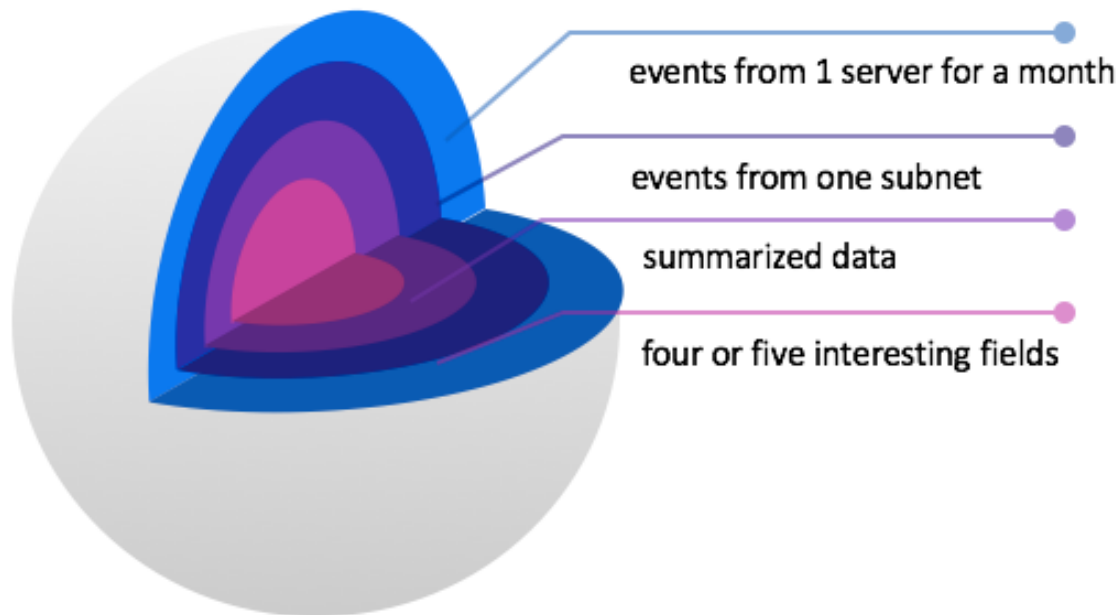 events from 1 server for a month
events from one subnet
summarized data
four or five interesting fields